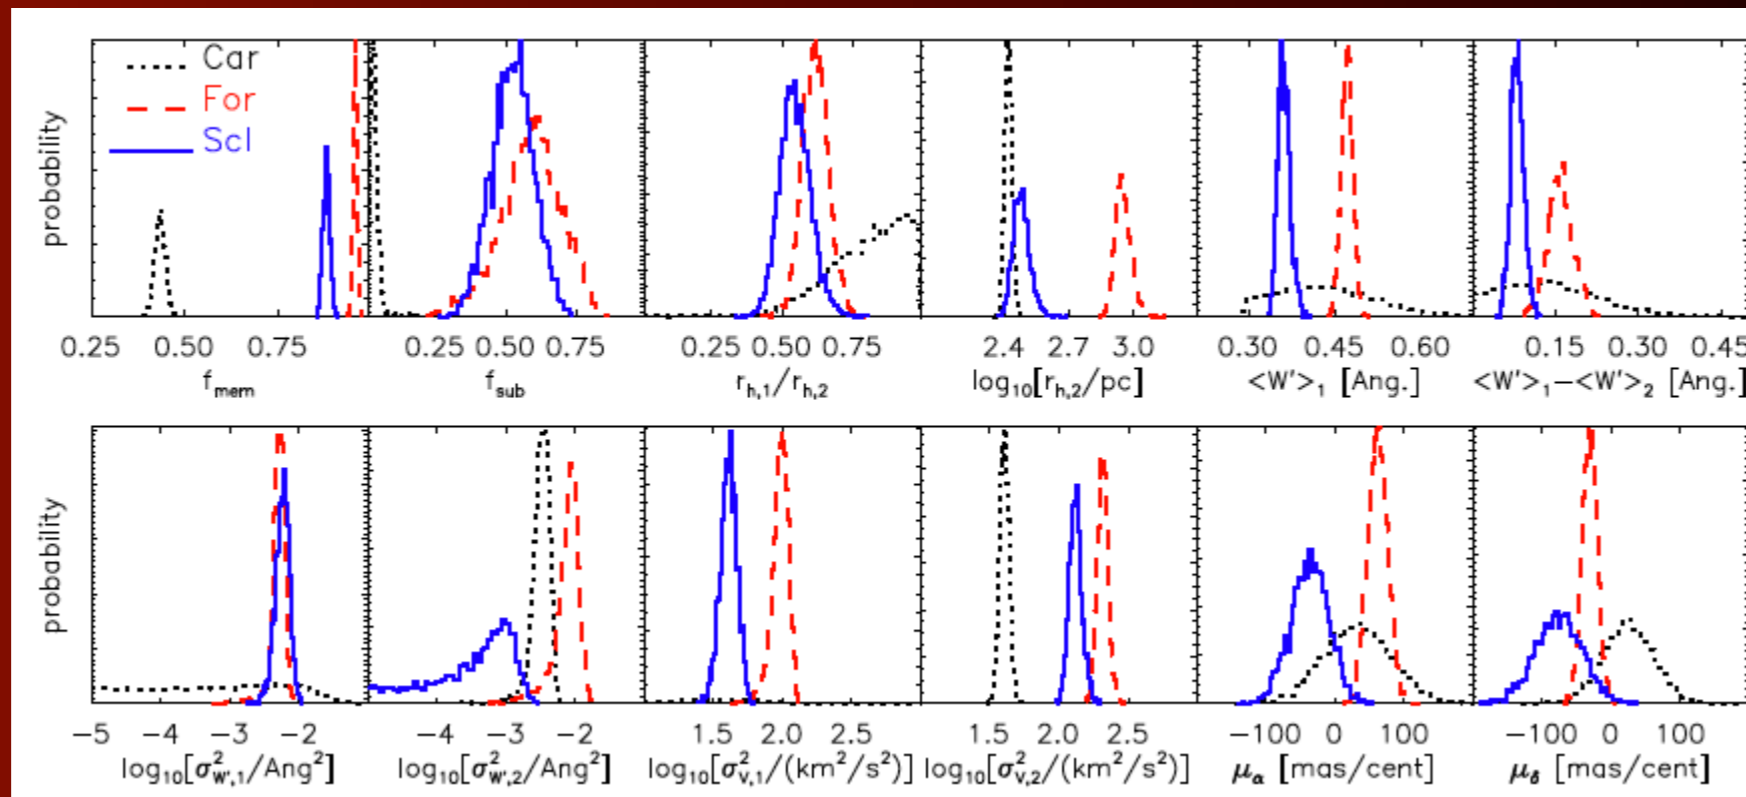 Car
For
Scl
probability
0.25 0.50 0.75 0.25 0.50 0.75 0.25 0.50 0.75 2.4 2.7 3.0 0.30 0.45 0.60 0.15 0.30 0.45
f_mem f_sub r_h,1/r_h,2 log₁₀[r_h,2/pc] <W'>₁ [Ang.] <W'>₁−<W'>₂ [Ang.]
probability
−5 −4 −3 −2 −4 −3 −2 1.5 2.0 2.5 1.5 2.0 2.5 −100 0 100 −100 0 100
log₁₀[σ²_W',1/Ang²] log₁₀[σ²_W',2/Ang²] log₁₀[σ²_V,1/(km²/s²)] log₁₀[σ²_V,2/(km²/s²)] μ_α [mas/cent] μ_δ [mas/cent]